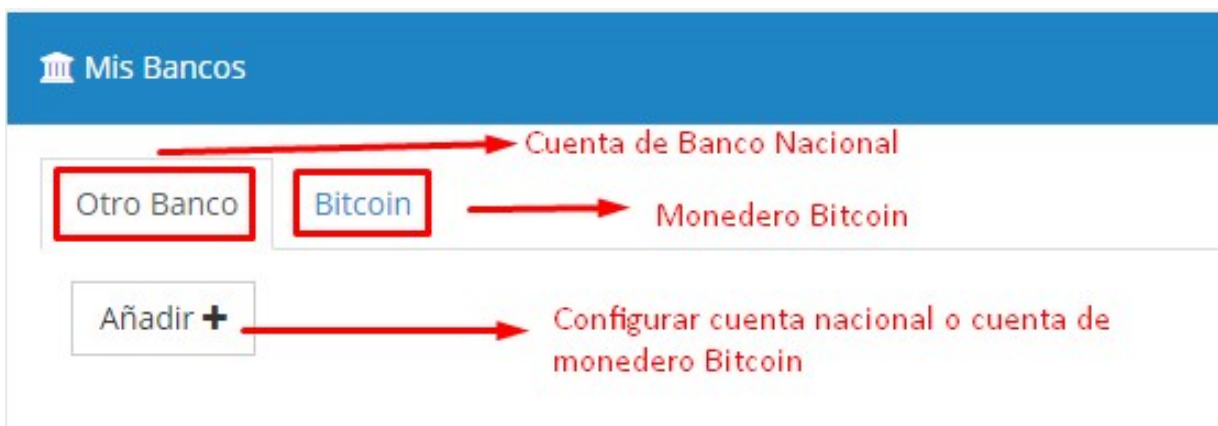 Mis Bancos
Cuenta de Banco Nacional
Otro Banco
Bitcoin
Monedero Bitcoin
Añadir +
Configurar cuenta nacional o cuenta de
monedero Bitcoin